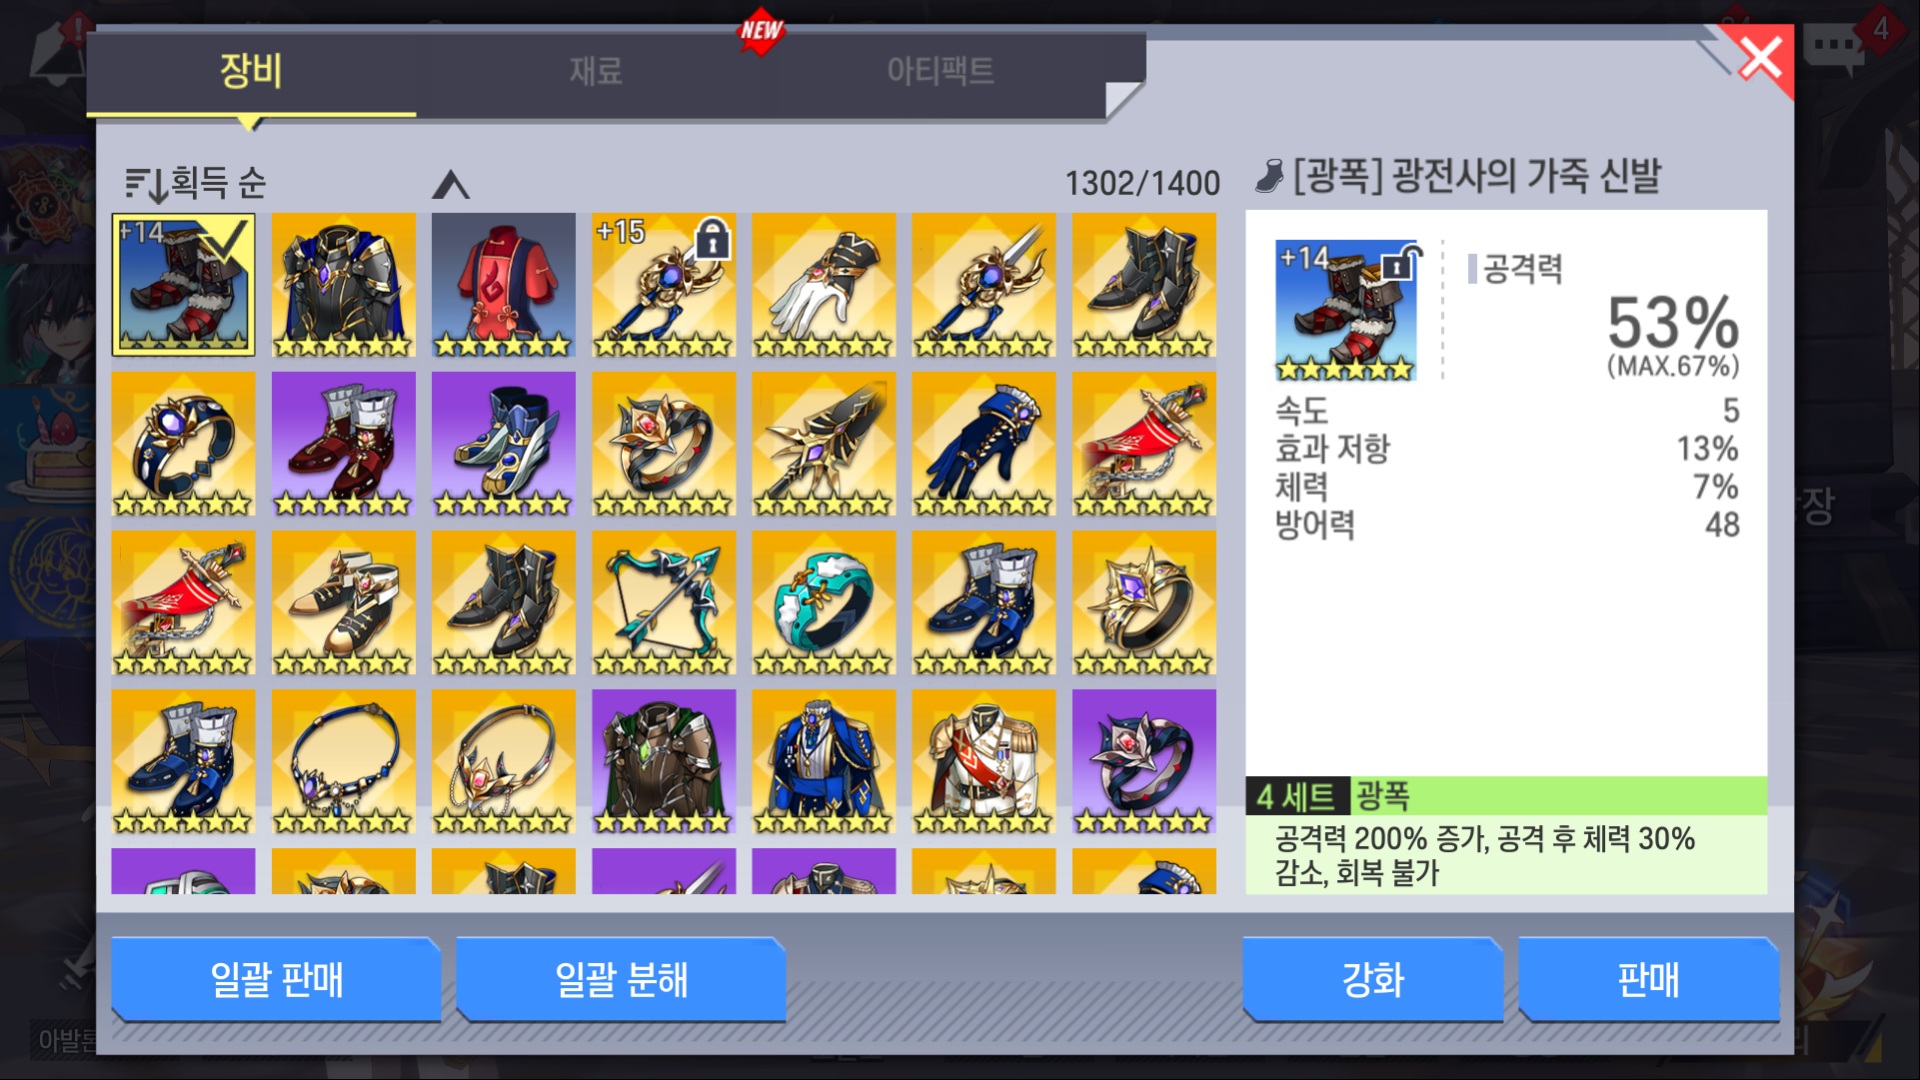 NEW
4
장비
재료
아티팩트
획득 순
1302/1400
[광폭] 광전사의 가죽 신발
+14
+15
+14
공격력
53%
(MAX.67%)
속도 5
효과 저항 13%
체력 7%
방어력 48
4 세트 광폭
공격력 200% 증가, 공격 후 체력 30%
감소, 회복 불가
일괄 판매
일괄 분해
강화
판매
아발론